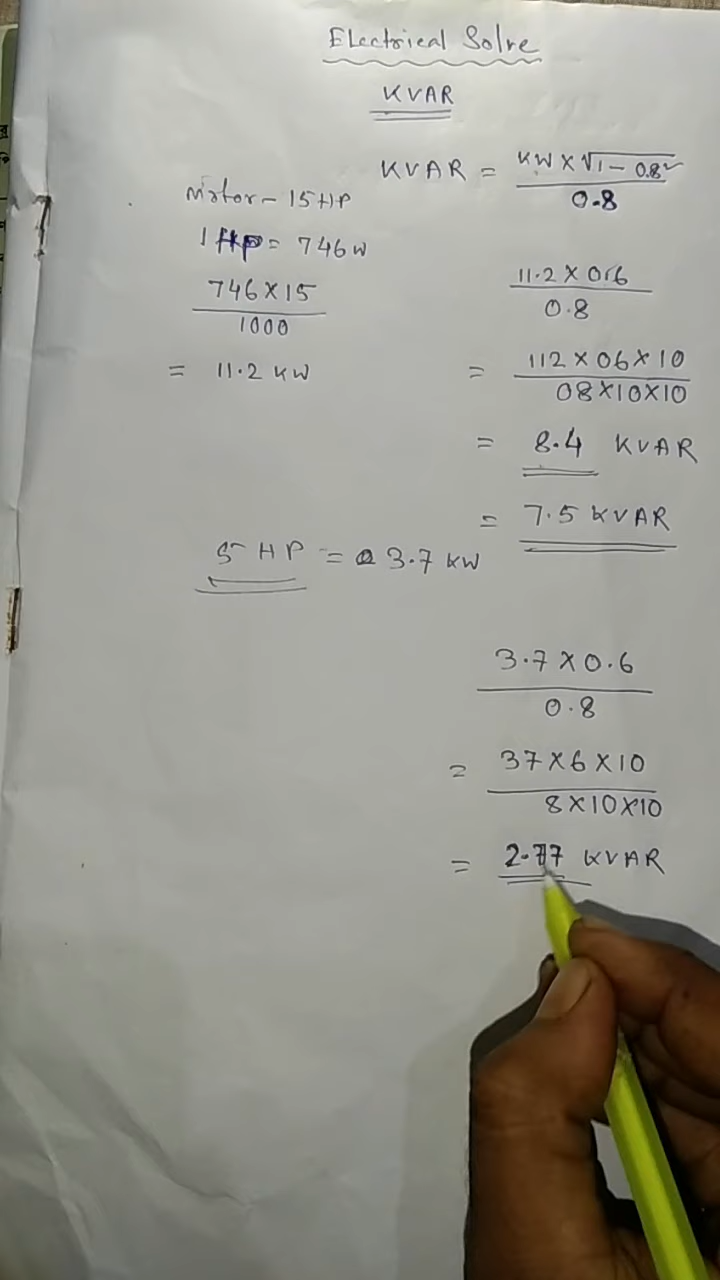 Electrical Solve
KVAR
KVAR = KW × √1 - 0.8² / 0.8
Motor - 15 HP
1 HP = 746 W
746 × 15 / 1000
= 11.2 KW
11.2 × 0.6 / 0.8
= 112 × 06 × 10 / 08 × 10 × 10
= 8.4 KVAR
= 7.5 KVAR
5 HP = 3.7 KW
3.7 × 0.6 / 0.8
= 37 × 6 × 10 / 8 × 10 × 10
= 2.77 KVAR